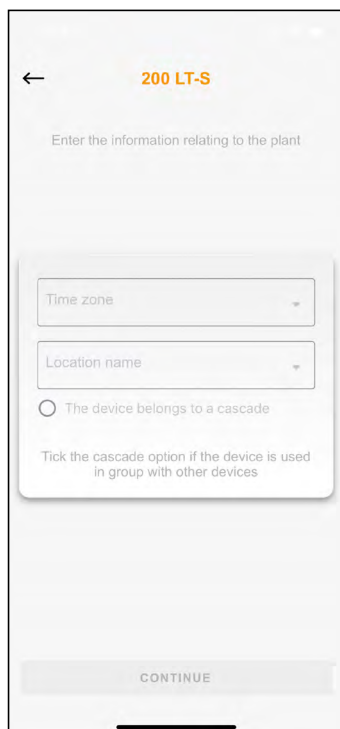 200 LT-S
Enter the information relating to the plant
Time zone
Location name
The device belongs to a cascade
Tick the cascade option if the device is used
in group with other devices
CONTINUE